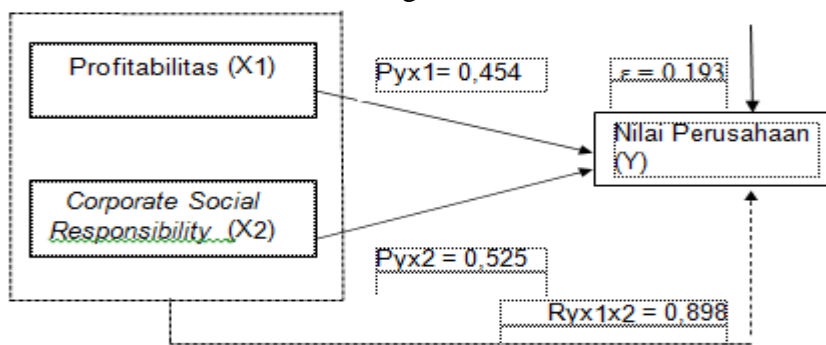 Profitabilitas (X1)
Pyx1= 0,454
ε = 0.193
Nilai Perusahaan
(Y)
Corporate Social
Responsibility (X2)
Pyx2 = 0,525
Ryx1x2 = 0,898